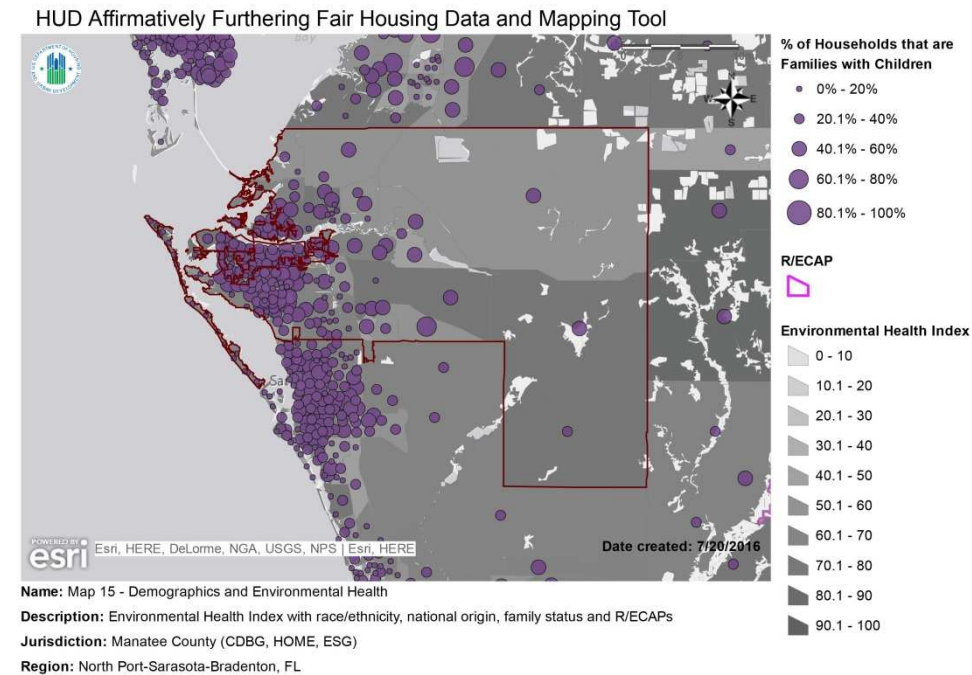 HUD Affirmatively Furthering Fair Housing Data and Mapping Tool
% of Households that are
Families with Children
0% - 20%
20.1% - 40%
40.1% - 60%
60.1% - 80%
80.1% - 100%
R/ECAP
Environmental Health Index
0 - 10
10.1 - 20
20.1 - 30
30.1 - 40
40.1 - 50
50.1 - 60
60.1 - 70
70.1 - 80
80.1 - 90
90.1 - 100
Bay
N
W E
S
Sar
POWERED BY
esri
Esri, HERE, DeLorme, NGA, USGS, NPS | Esri, HERE
Date created: 7/20/2016
Name: Map 15 - Demographics and Environmental Health
Description: Environmental Health Index with race/ethnicity, national origin, family status and R/ECAPs
Jurisdiction: Manatee County (CDBG, HOME, ESG)
Region: North Port-Sarasota-Bradenton, FL